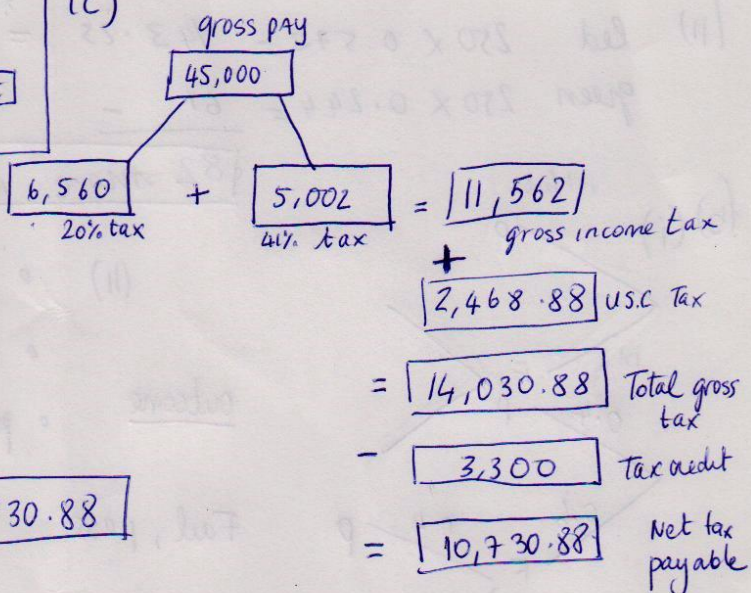 (C)
gross pay
45,000
6,560 + 5,002 = 11,562
20% tax 41% tax gross income tax
+
2,468.88 U.S.C Tax
= 14,030.88 Total gross tax
- 3,300 Tax credit
30.88
= 10,730.88 Net tax payable